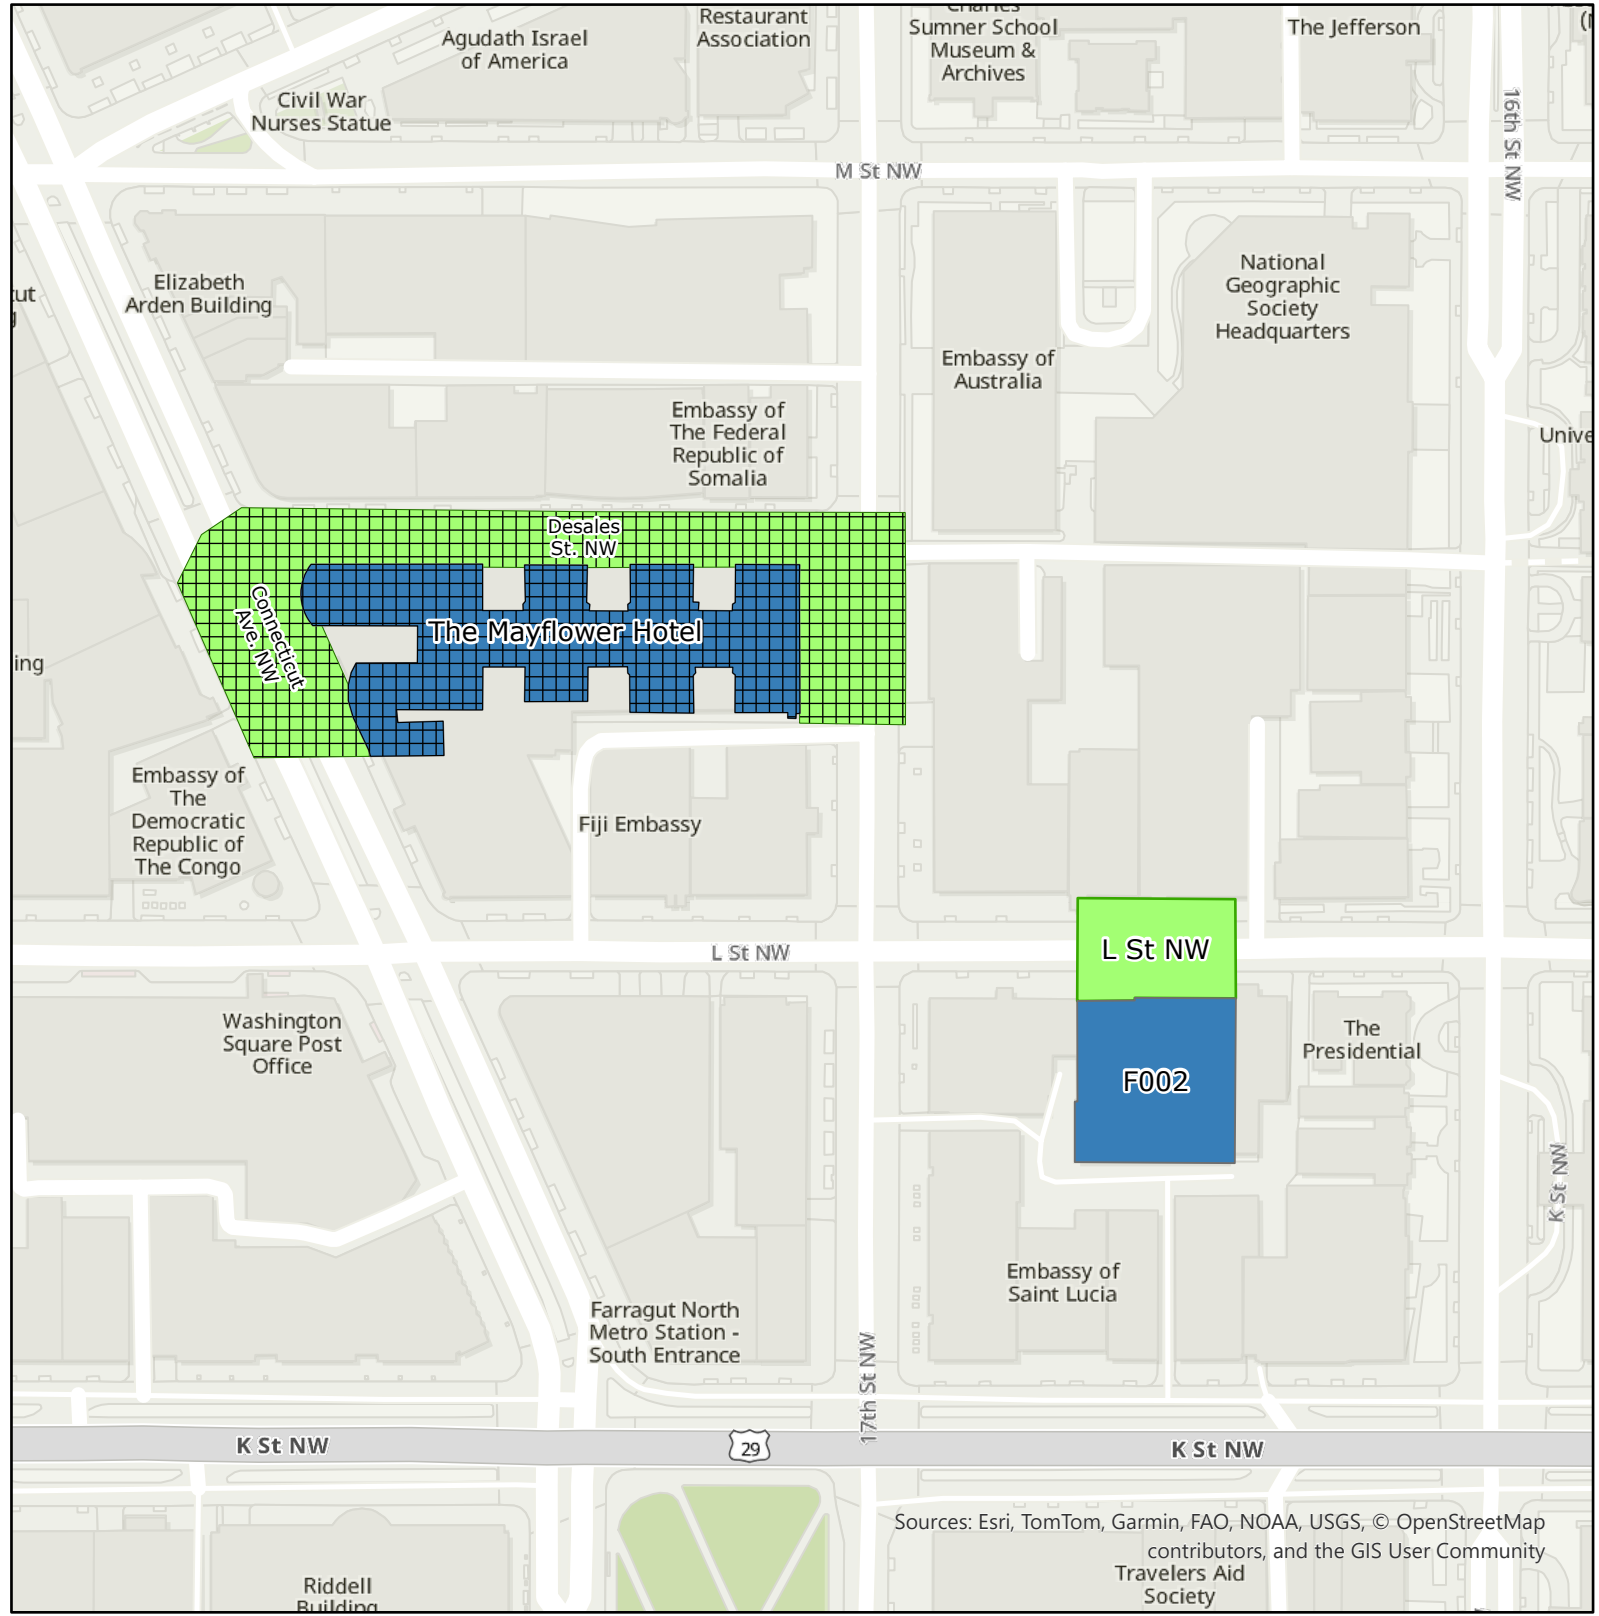 Restaurant
Association
Agudath Israel
of America
Charles
Sumner School
Museum &
Archives
The Jefferson
Civil War
Nurses Statue
16th St NW
M St NW
Elizabeth
Arden Building
National
Geographic
Society
Headquarters
Embassy of
Australia
Embassy of
The Federal
Republic of
Somalia
Desales
St. NW
Connecticut
Ave. NW
The Mayflower Hotel
Embassy of
The
Democratic
Republic of
The Congo
Fiji Embassy
L St NW
L St NW
Washington
Square Post
Office
The
Presidential
F002
K St NW
Embassy of
Saint Lucia
Farragut North
Metro Station -
South Entrance
17th St NW
K St NW
29
K St NW
Sources: Esri, TomTom, Garmin, FAO, NOAA, USGS, © OpenStreetMap
contributors, and the GIS User Community
Travelers Aid
Society
Riddell
Building